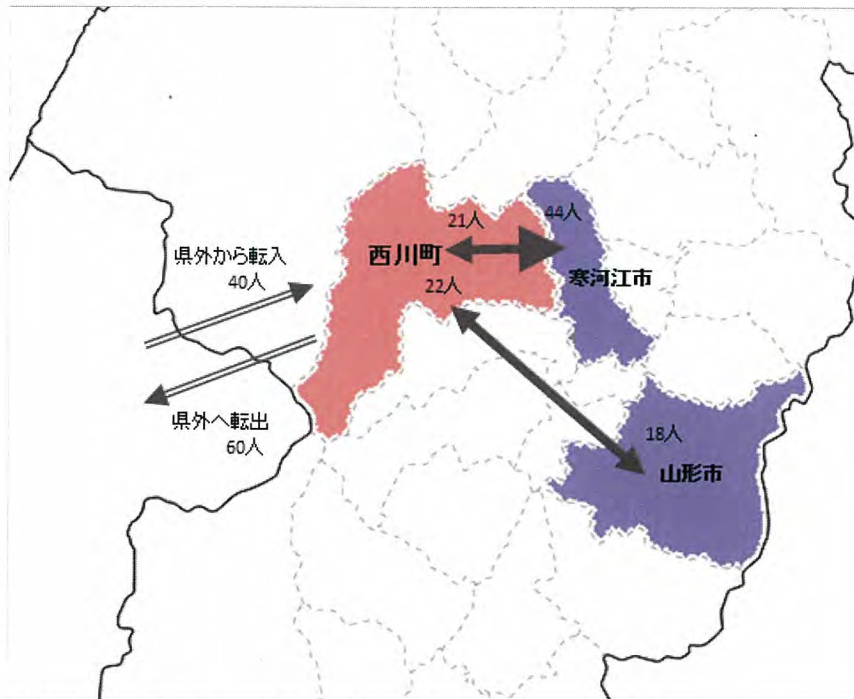 21人
44人
西川町
寒河江市
県外から転入
40人
22人
県外へ転出
60人
18人
山形市